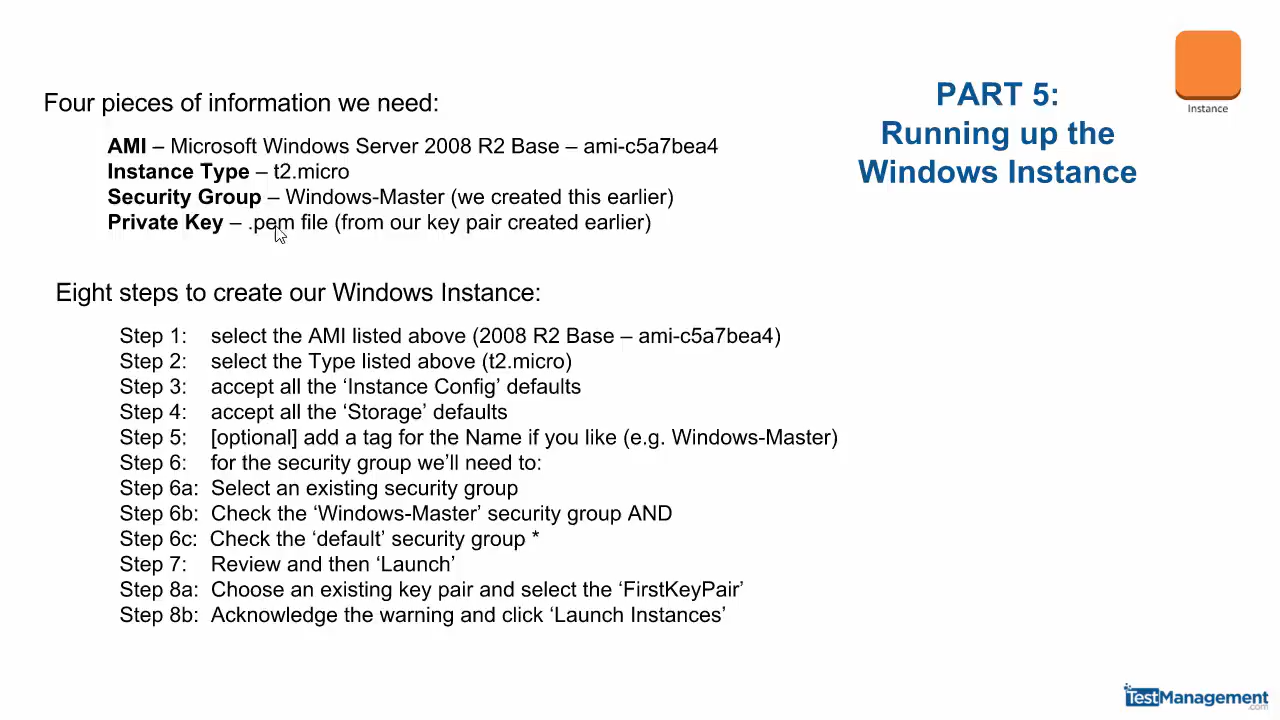 Four pieces of information we need:
AMI – Microsoft Windows Server 2008 R2 Base – ami-c5a7bea4
Instance Type – t2.micro
Security Group – Windows-Master (we created this earlier)
Private Key – .pem file (from our key pair created earlier)
PART 5:
Running up the
Windows Instance
Instance
Eight steps to create our Windows Instance:
Step 1: select the AMI listed above (2008 R2 Base – ami-c5a7bea4)
Step 2: select the Type listed above (t2.micro)
Step 3: accept all the ‘Instance Config’ defaults
Step 4: accept all the ‘Storage’ defaults
Step 5: [optional] add a tag for the Name if you like (e.g. Windows-Master)
Step 6: for the security group we’ll need to:
Step 6a: Select an existing security group
Step 6b: Check the ‘Windows-Master’ security group AND
Step 6c: Check the ‘default’ security group *
Step 7: Review and then ‘Launch’
Step 8a: Choose an existing key pair and select the ‘FirstKeyPair’
Step 8b: Acknowledge the warning and click ‘Launch Instances’
TestManagement
.com